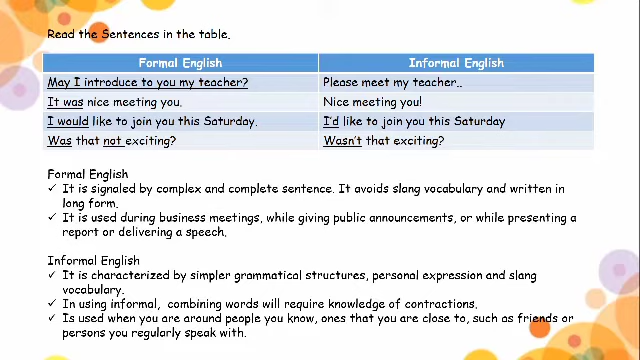 Read the Sentences in the table.
Formal English Informal English
May I introduce to you my teacher? Please meet my teacher..
It was nice meeting you. Nice meeting you!
I would like to join you this Saturday. I'd like to join you this Saturday
Was that not exciting? Wasn't that exciting?
Formal English
✓ It is signaled by complex and complete sentence. It avoids slang vocabulary and written in
long form.
✓ It is used during business meetings, while giving public announcements, or while presenting a
report or delivering a speech.
Informal English
✓ It is characterized by simpler grammatical structures, personal expression and slang
vocabulary.
✓ In using informal, combining words will require knowledge of contractions.
✓ Is used when you are around people you know, ones that you are close to, such as friends or
persons you regularly speak with.